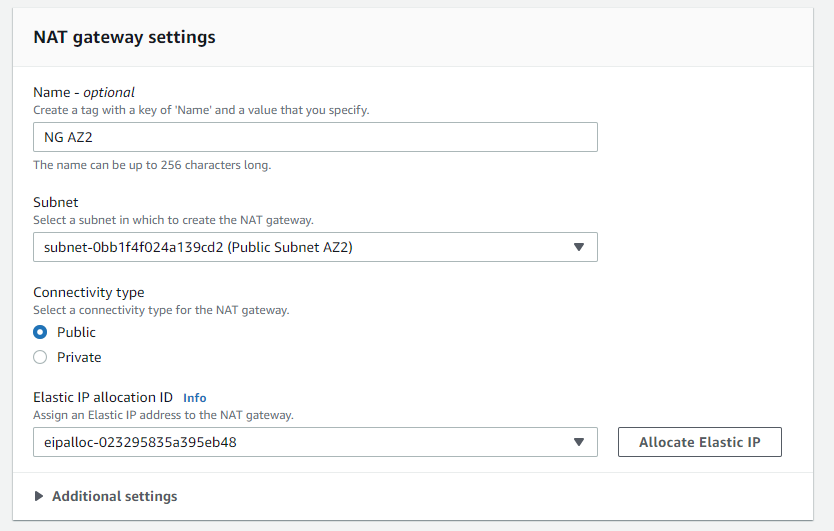 NAT gateway settings
Name - optional
Create a tag with a key of 'Name' and a value that you specify.
NG AZ2
The name can be up to 256 characters long.
Subnet
Select a subnet in which to create the NAT gateway.
subnet-0bb1f4f024a139cd2 (Public Subnet AZ2)
Connectivity type
Select a connectivity type for the NAT gateway.
Public
Private
Elastic IP allocation ID Info
Assign an Elastic IP address to the NAT gateway.
eipalloc-023295835a395eb48
Allocate Elastic IP
Additional settings